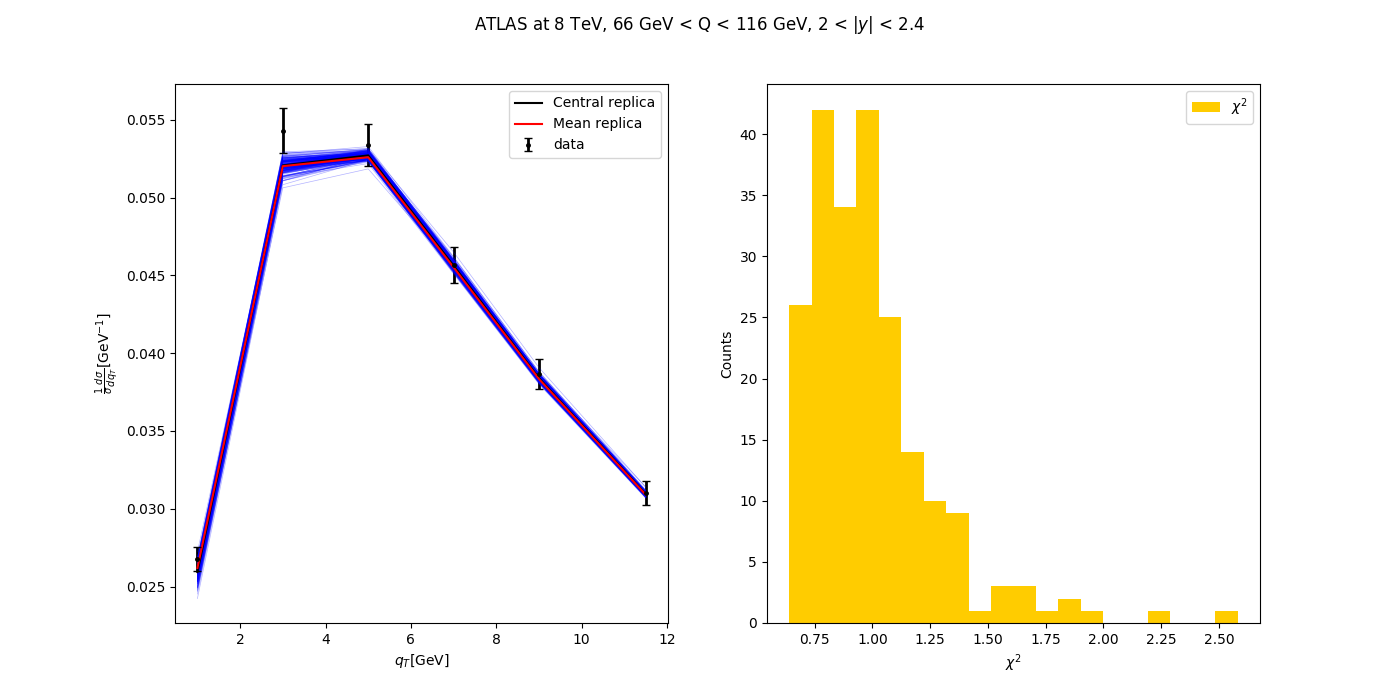 ATLAS at 8 TeV, 66 GeV < Q < 116 GeV, 2 < |y| < 2.4
Central replica
Mean replica
data
0.055
0.050
0.045
0.040
0.035
0.030
0.025
1/σ dσ/dq_T [GeV⁻¹]
2 4 6 8 10 12
q_T[GeV]
χ²
40
35
30
25
20
15
10
5
0
Counts
0.75 1.00 1.25 1.50 1.75 2.00 2.25 2.50
χ²